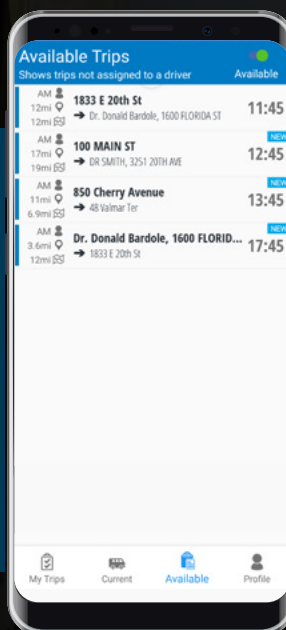 Available Trips
Shows trips not assigned to a driver
Available
AM
12mi
12mi
1833 E 20th St
➔ Dr. Donald Bardole, 1600 FLORIDA ST
11:45
AM
17mi
19mi
100 MAIN ST
➔ DR SMITH, 3251 20TH AVE
NEW
12:45
AM
11mi
6.9mi
850 Cherry Avenue
➔ 48 Valmar Ter
NEW
13:45
AM
3.6mi
12mi
Dr. Donald Bardole, 1600 FLORID...
➔ 1833 E 20th St
NEW
17:45
My Trips
Current
Available
Profile